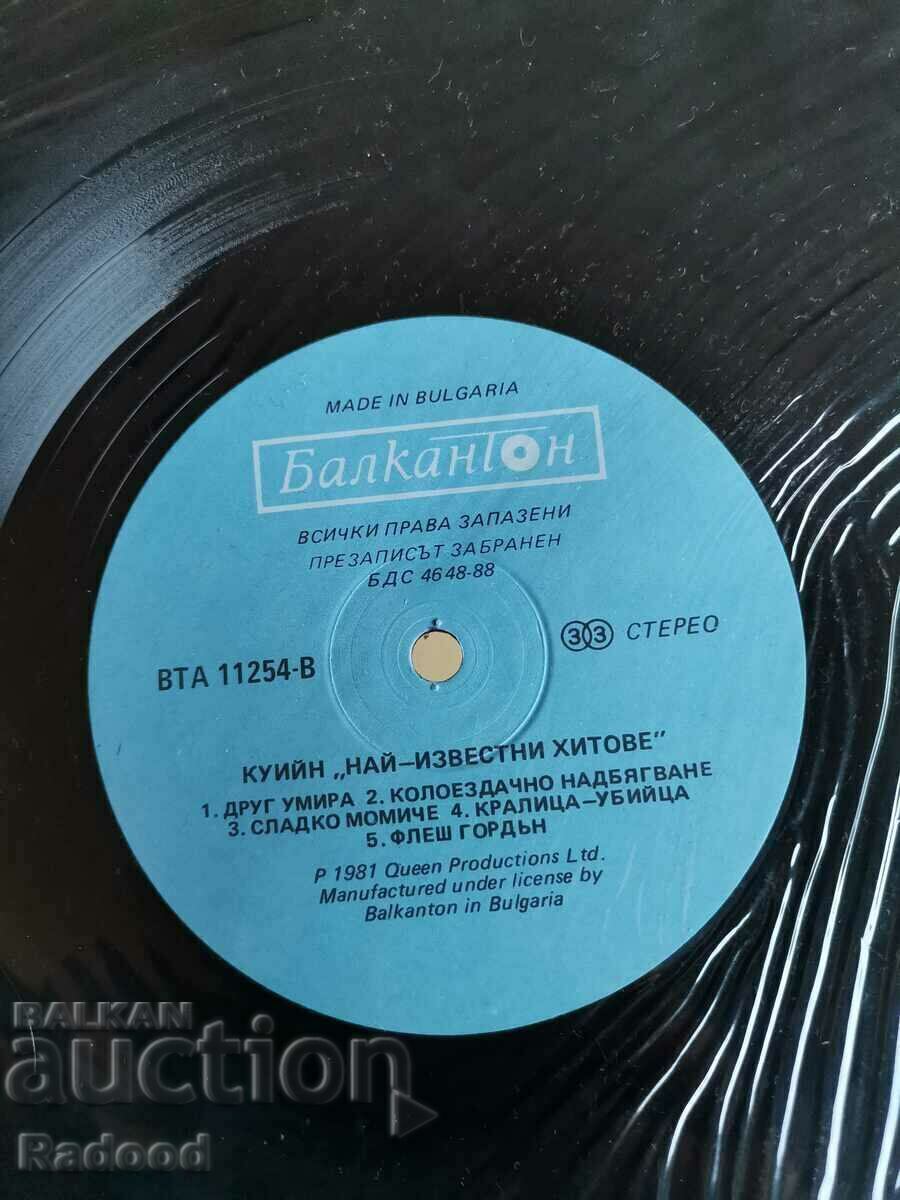 MADE IN BULGARIA
Балкантон
ВСИЧКИ ПРАВА ЗАПАЗЕНИ
ПРЕЗАПИСЪТ ЗАБРАНЕН
БДС 4648-88
ВТА 11254-В
33 СТЕРЕО
КУИЙН „НАЙ–ИЗВЕСТНИ ХИТОВЕ”
1. ДРУГ УМИРА 2. КОЛОЕЗДАЧНО НАДБЯГВАНЕ
3. СЛАДКО МОМИЧЕ 4. КРАЛИЦА–УБИЙЦА
5. ФЛЕШ ГОРДЪН
P 1981 Queen Productions Ltd.
Manufactured under license by
Balkanton in Bulgaria
BALKAN
auction
Radood